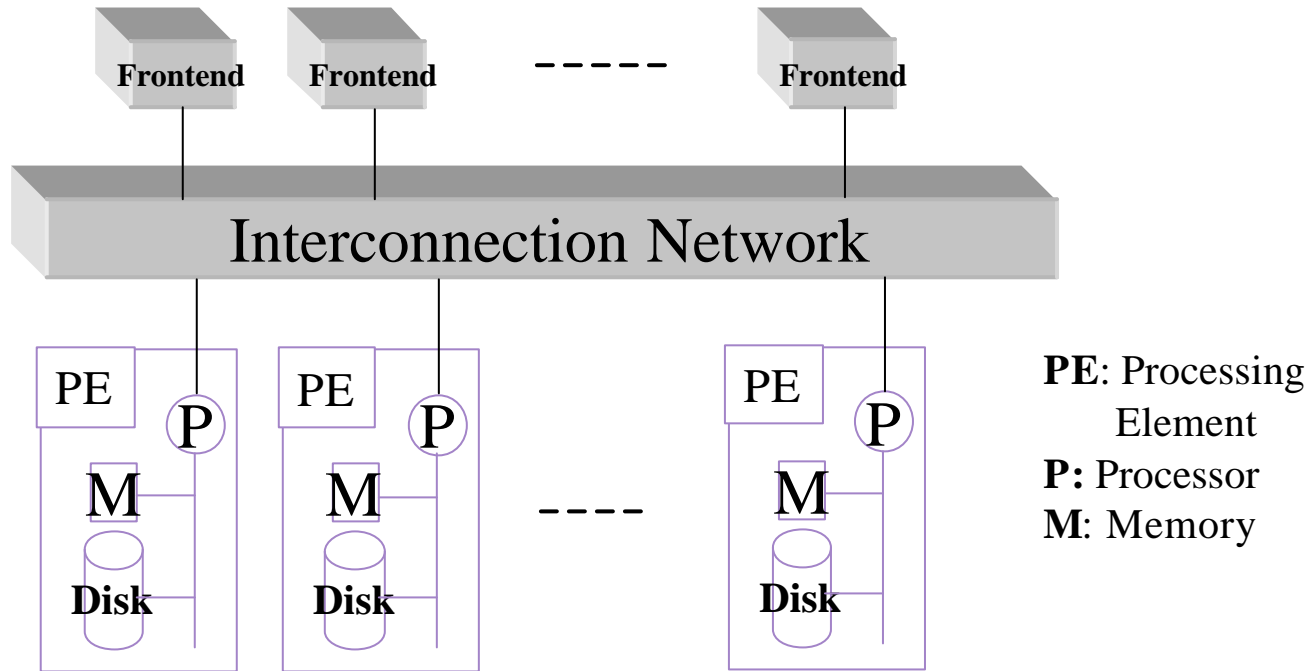 Frontend
Frontend
Frontend
Interconnection Network
PE
P
M
Disk
PE
P
M
Disk
PE
P
M
Disk
PE: Processing
Element
P: Processor
M: Memory